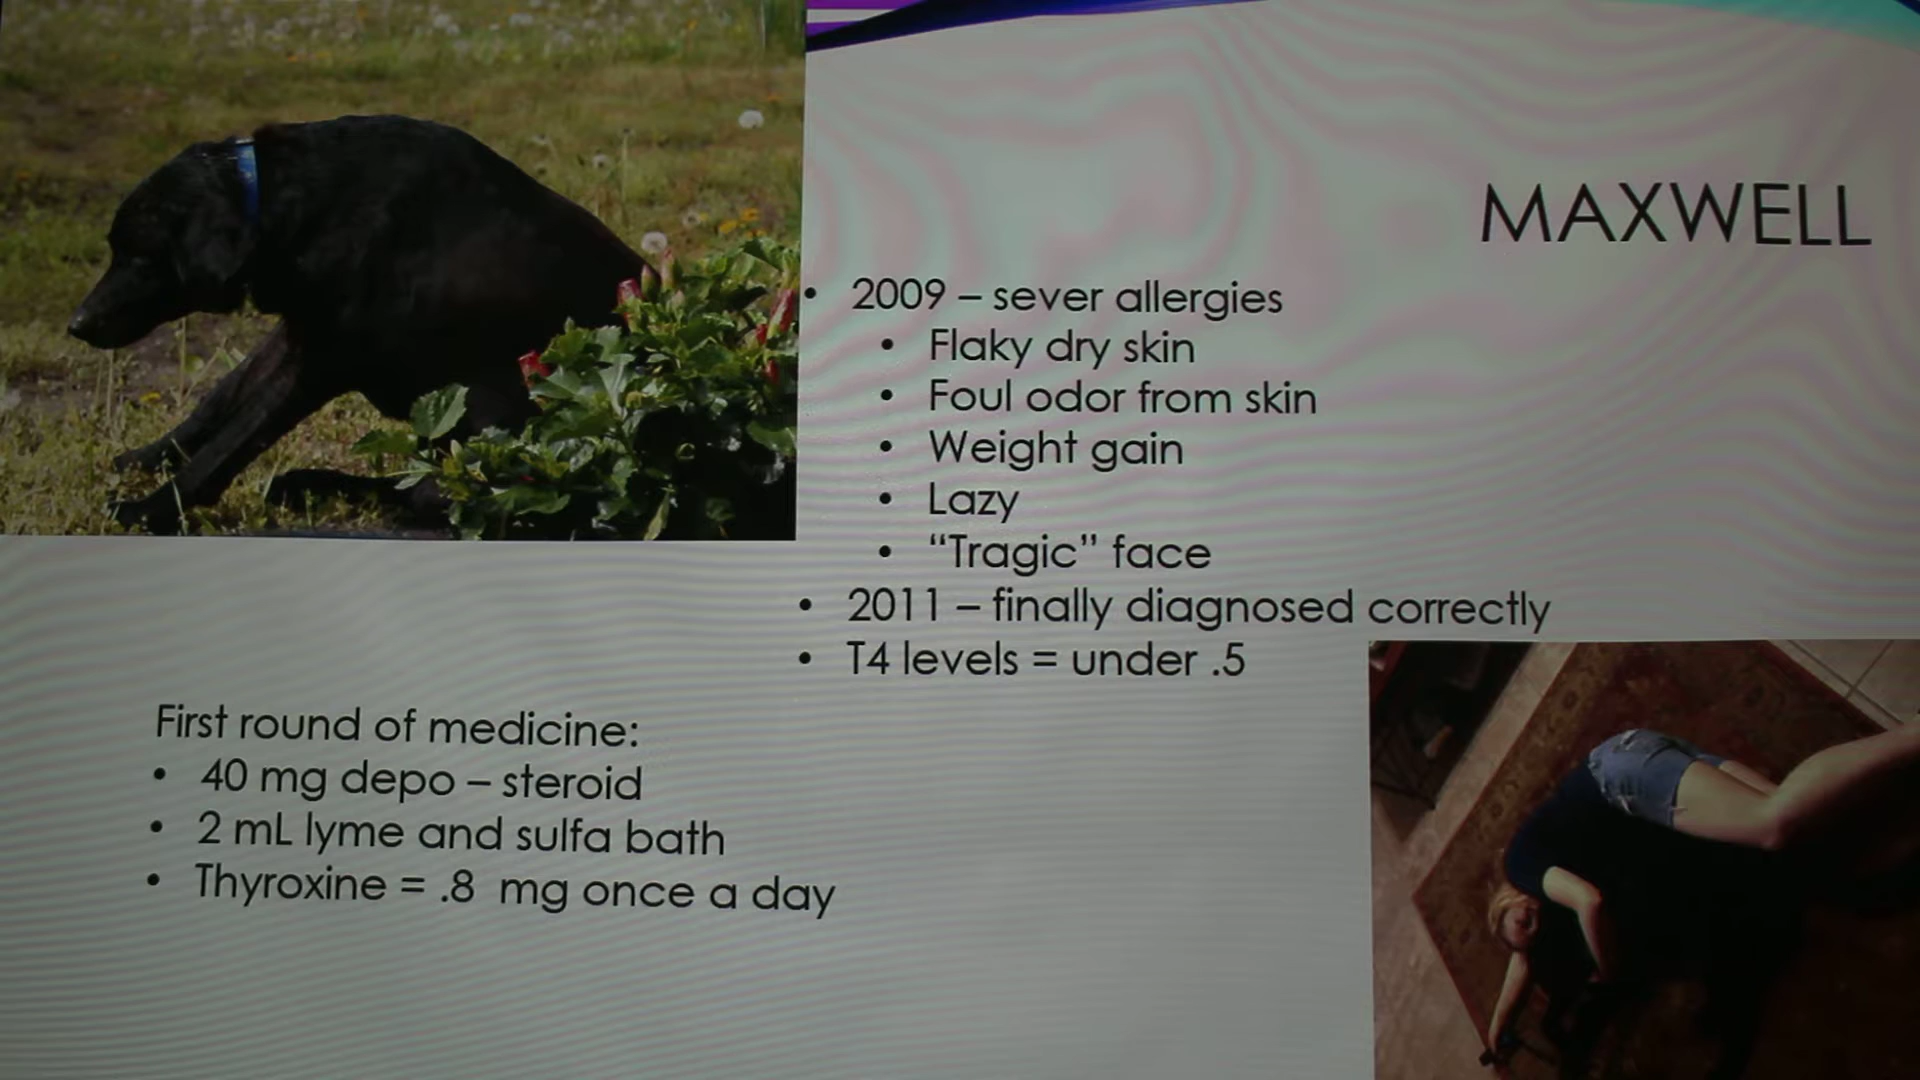 MAXWELL
• 2009 – sever allergies
• Flaky dry skin
• Foul odor from skin
• Weight gain
• Lazy
• “Tragic” face
• 2011 – finally diagnosed correctly
• T4 levels = under .5
First round of medicine:
• 40 mg depo – steroid
• 2 mL lyme and sulfa bath
• Thyroxine = .8 mg once a day